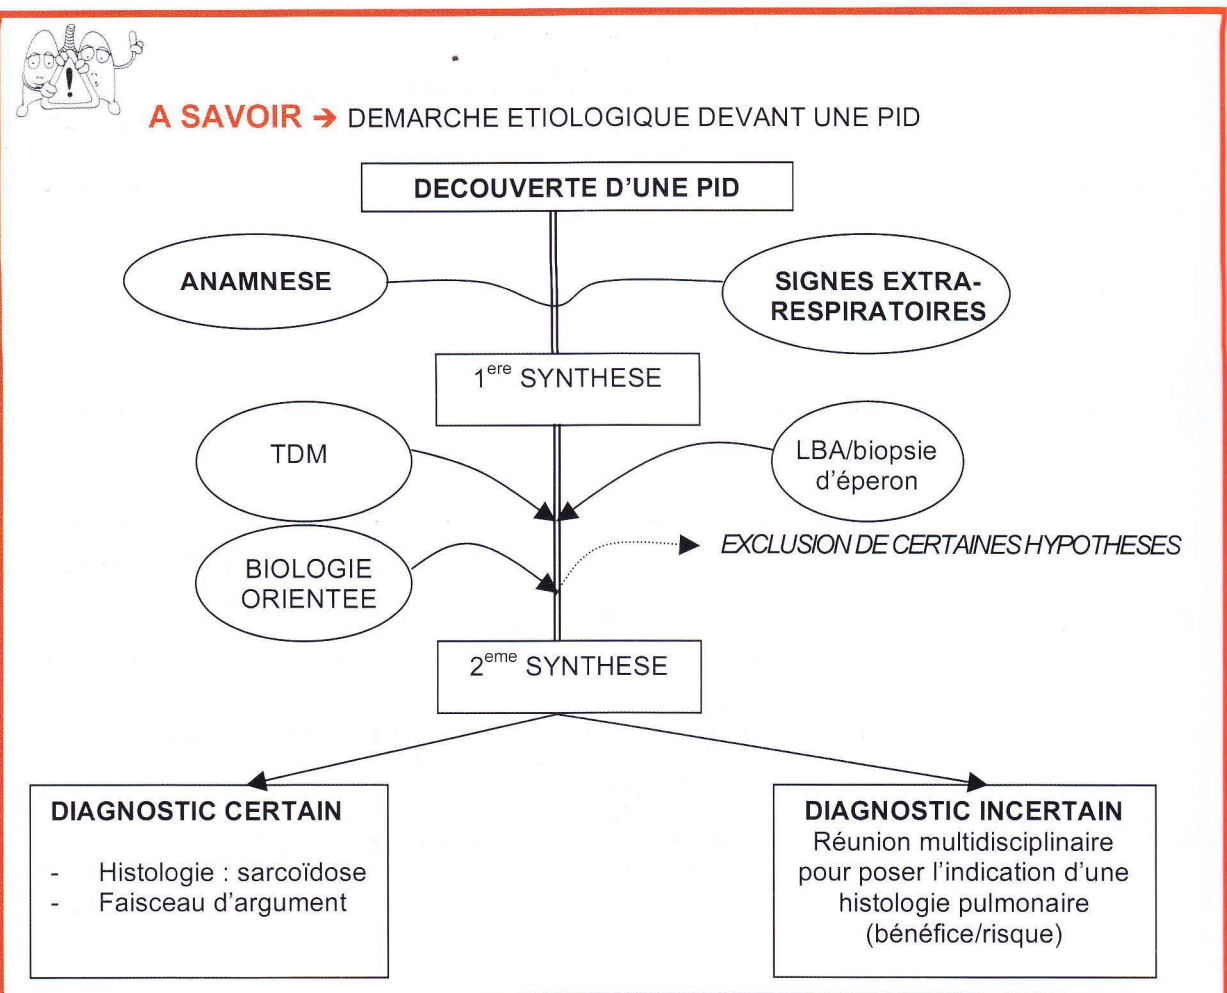 !
A SAVOIR → DEMARCHE ETIOLOGIQUE DEVANT UNE PID
DECOUVERTE D'UNE PID
ANAMNESE
SIGNES EXTRA-
RESPIRATOIRES
1ere SYNTHESE
TDM
LBA/biopsie
d'éperon
EXCLUSION DE CERTAINES HYPOTHESES
BIOLOGIE
ORIENTEE
2eme SYNTHESE
DIAGNOSTIC CERTAIN
- Histologie : sarcoïdose
- Faisceau d'argument
DIAGNOSTIC INCERTAIN
Réunion multidisciplinaire
pour poser l'indication d'une
histologie pulmonaire
(bénéfice/risque)